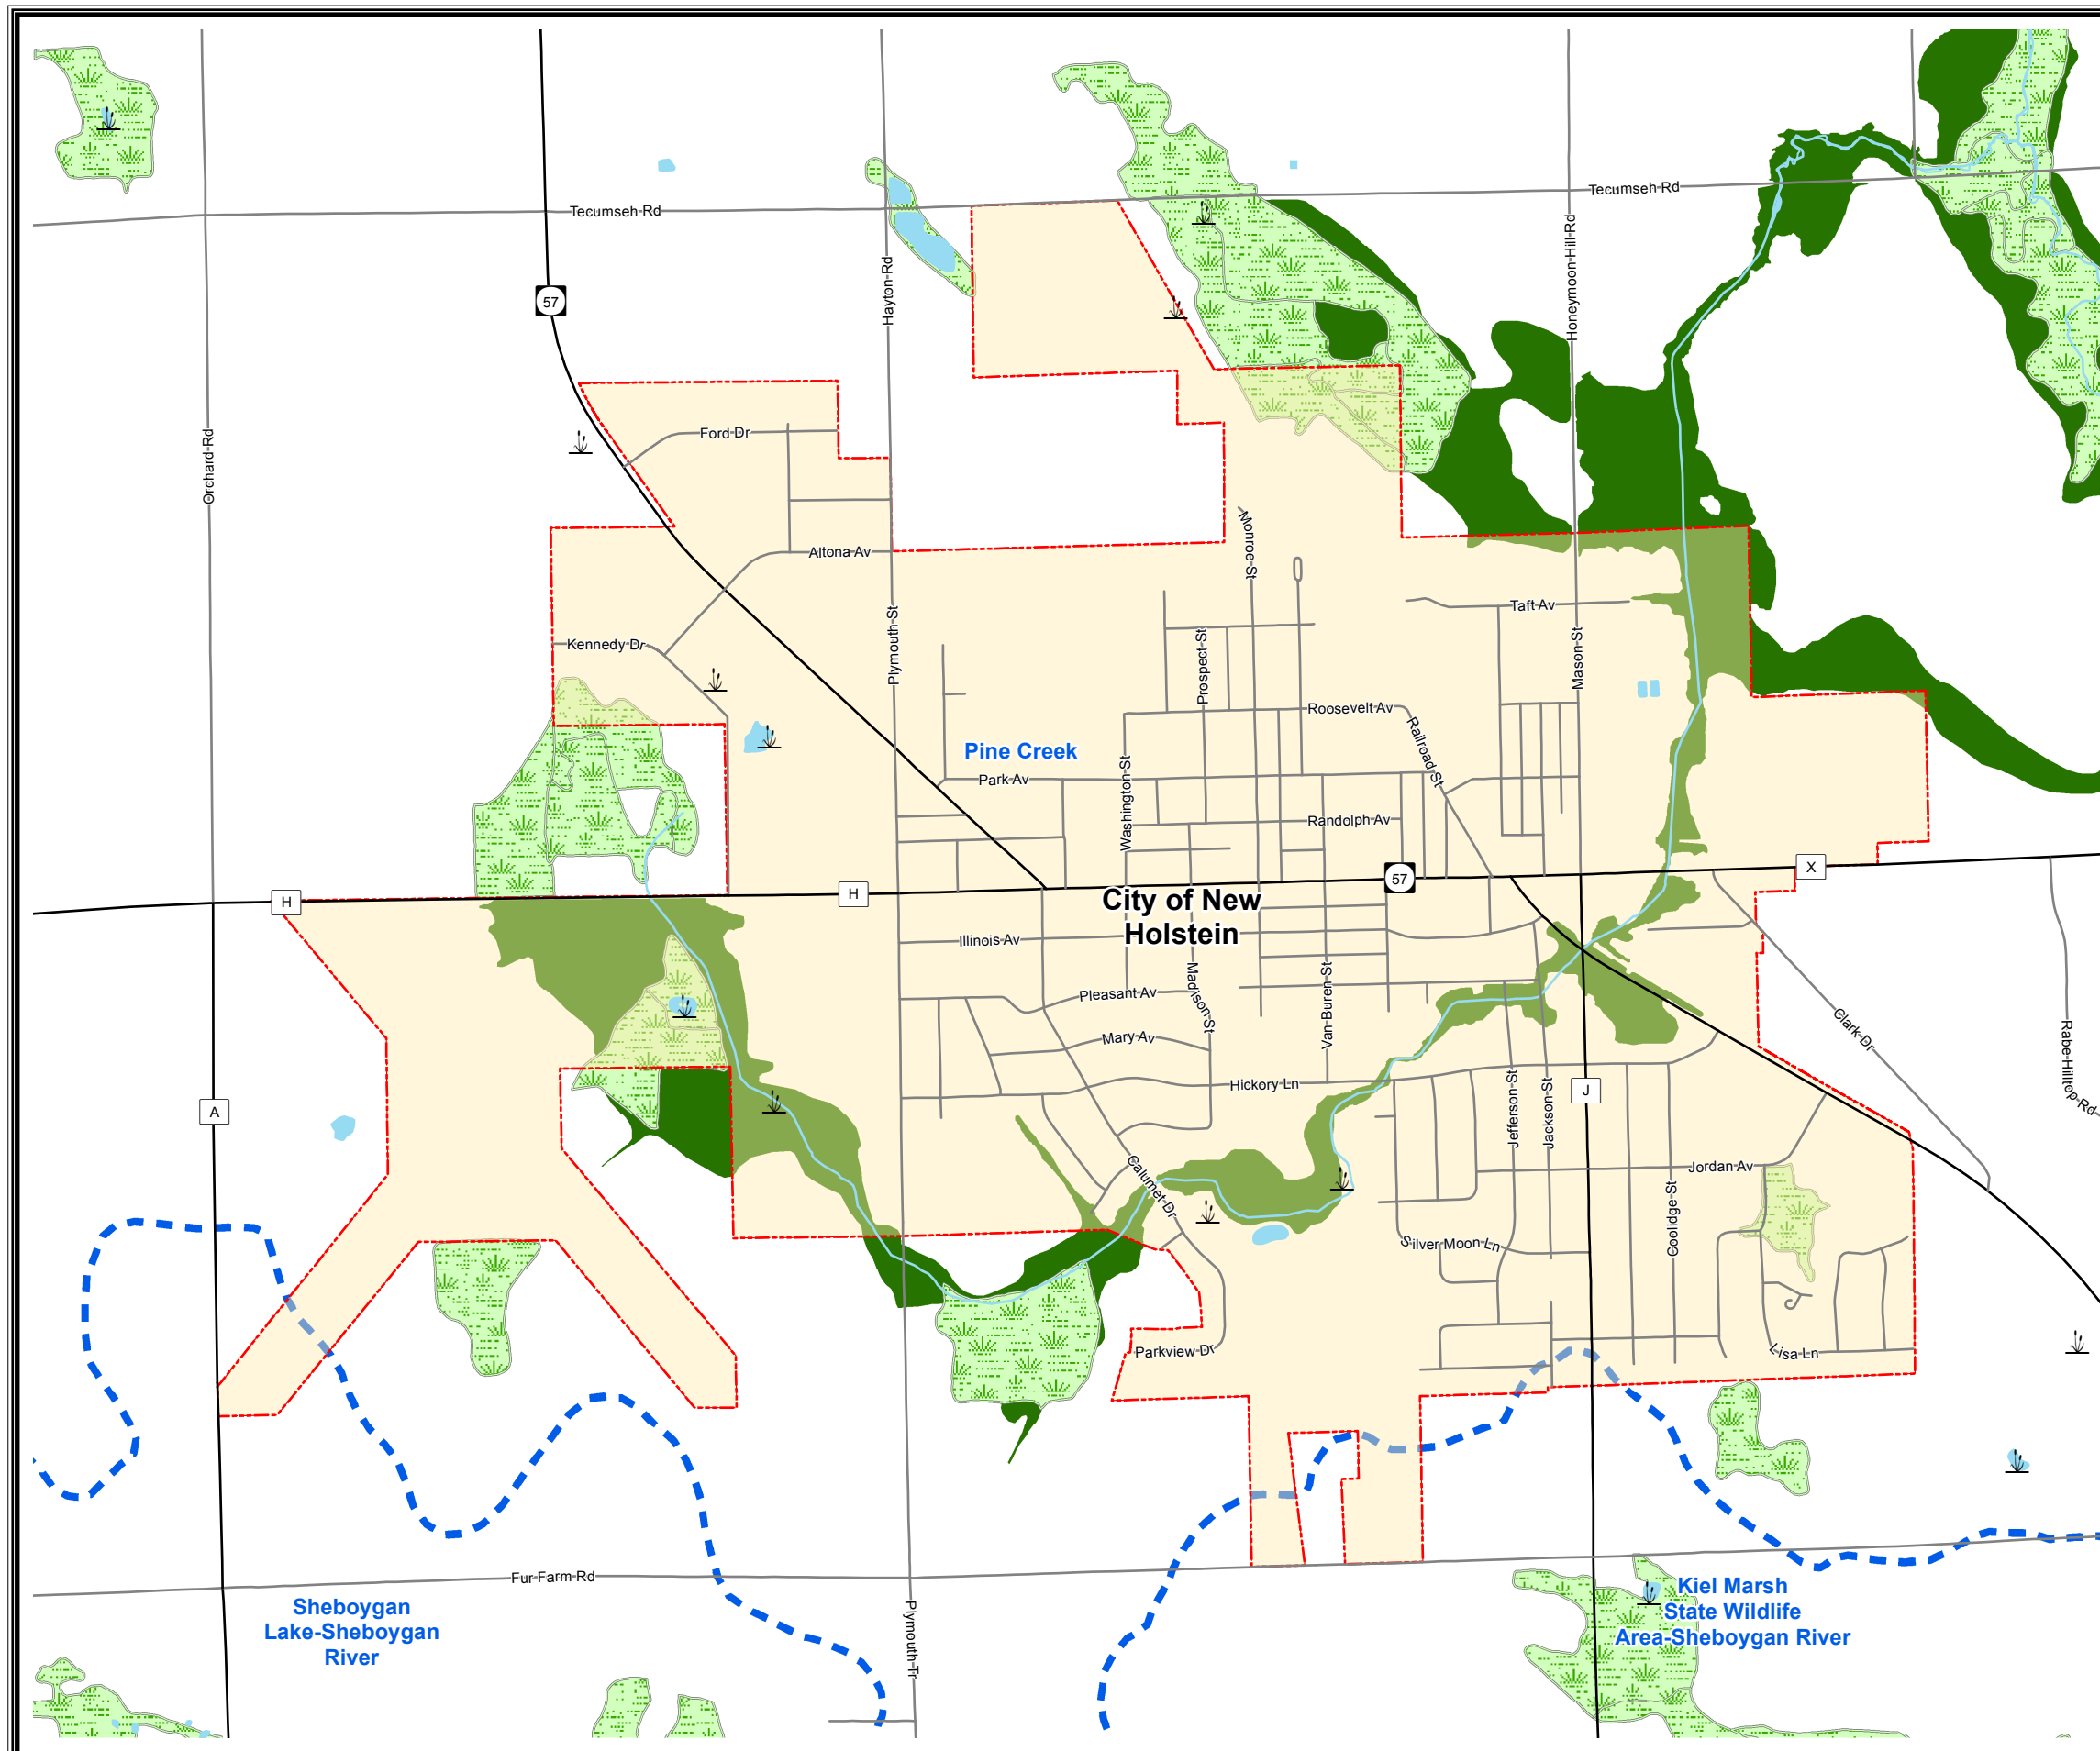 Tecumseh Rd
Tecumseh Rd
Honeymoon Hill Rd
Hayton Rd
57
Orchard Rd
Ford Dr
Monroe St
Altona Av
Taft Av
Plymouth St
Prospect St
Mason St
Kennedy Dr
Roosevelt Av
Railroad St
Pine Creek
Park Av
Washington St
Randolph Av
H
H
57
X
City of New
Holstein
Illinois Av
Madison St
Van Buren St
Pleasant Av
Mary Av
Clark Dr
Rabe Hilltop Rd
Hickory Ln
Jefferson St
Jackson St
J
A
Calumet Dr
Jordan Av
Coolidge St
Silver Moon Ln
Parkview Dr
Lisa Ln
Fur Farm Rd
Plymouth Tr
Sheboygan
Lake-Sheboygan
River
Kiel Marsh
State Wildlife
Area-Sheboygan River